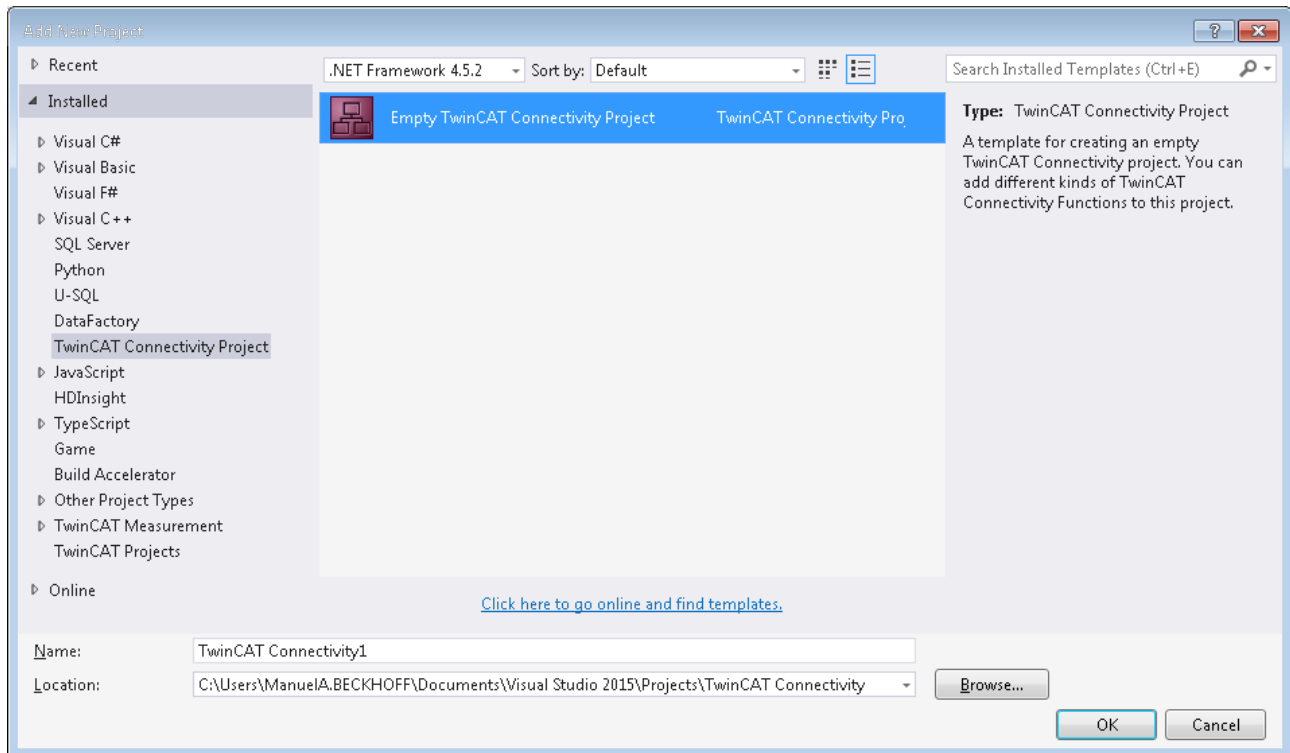 Add New Project
Recent
.NET Framework 4.5.2
Sort by: Default
Search Installed Templates (Ctrl+E)
Installed
Visual C#
Visual Basic
Visual F#
Visual C++
SQL Server
Python
U-SQL
DataFactory
TwinCAT Connectivity Project
JavaScript
HDInsight
TypeScript
Game
Build Accelerator
Other Project Types
TwinCAT Measurement
TwinCAT Projects
Online
Empty TwinCAT Connectivity Project
TwinCAT Connectivity Pro
Type: TwinCAT Connectivity Project
A template for creating an empty
TwinCAT Connectivity project. You can
add different kinds of TwinCAT
Connectivity Functions to this project.
Click here to go online and find templates.
Name: TwinCAT Connectivity1
Location: C:\Users\ManuelA.BECKHOFF\Documents\Visual Studio 2015\Projects\TwinCAT Connectivity
Browse...
OK
Cancel